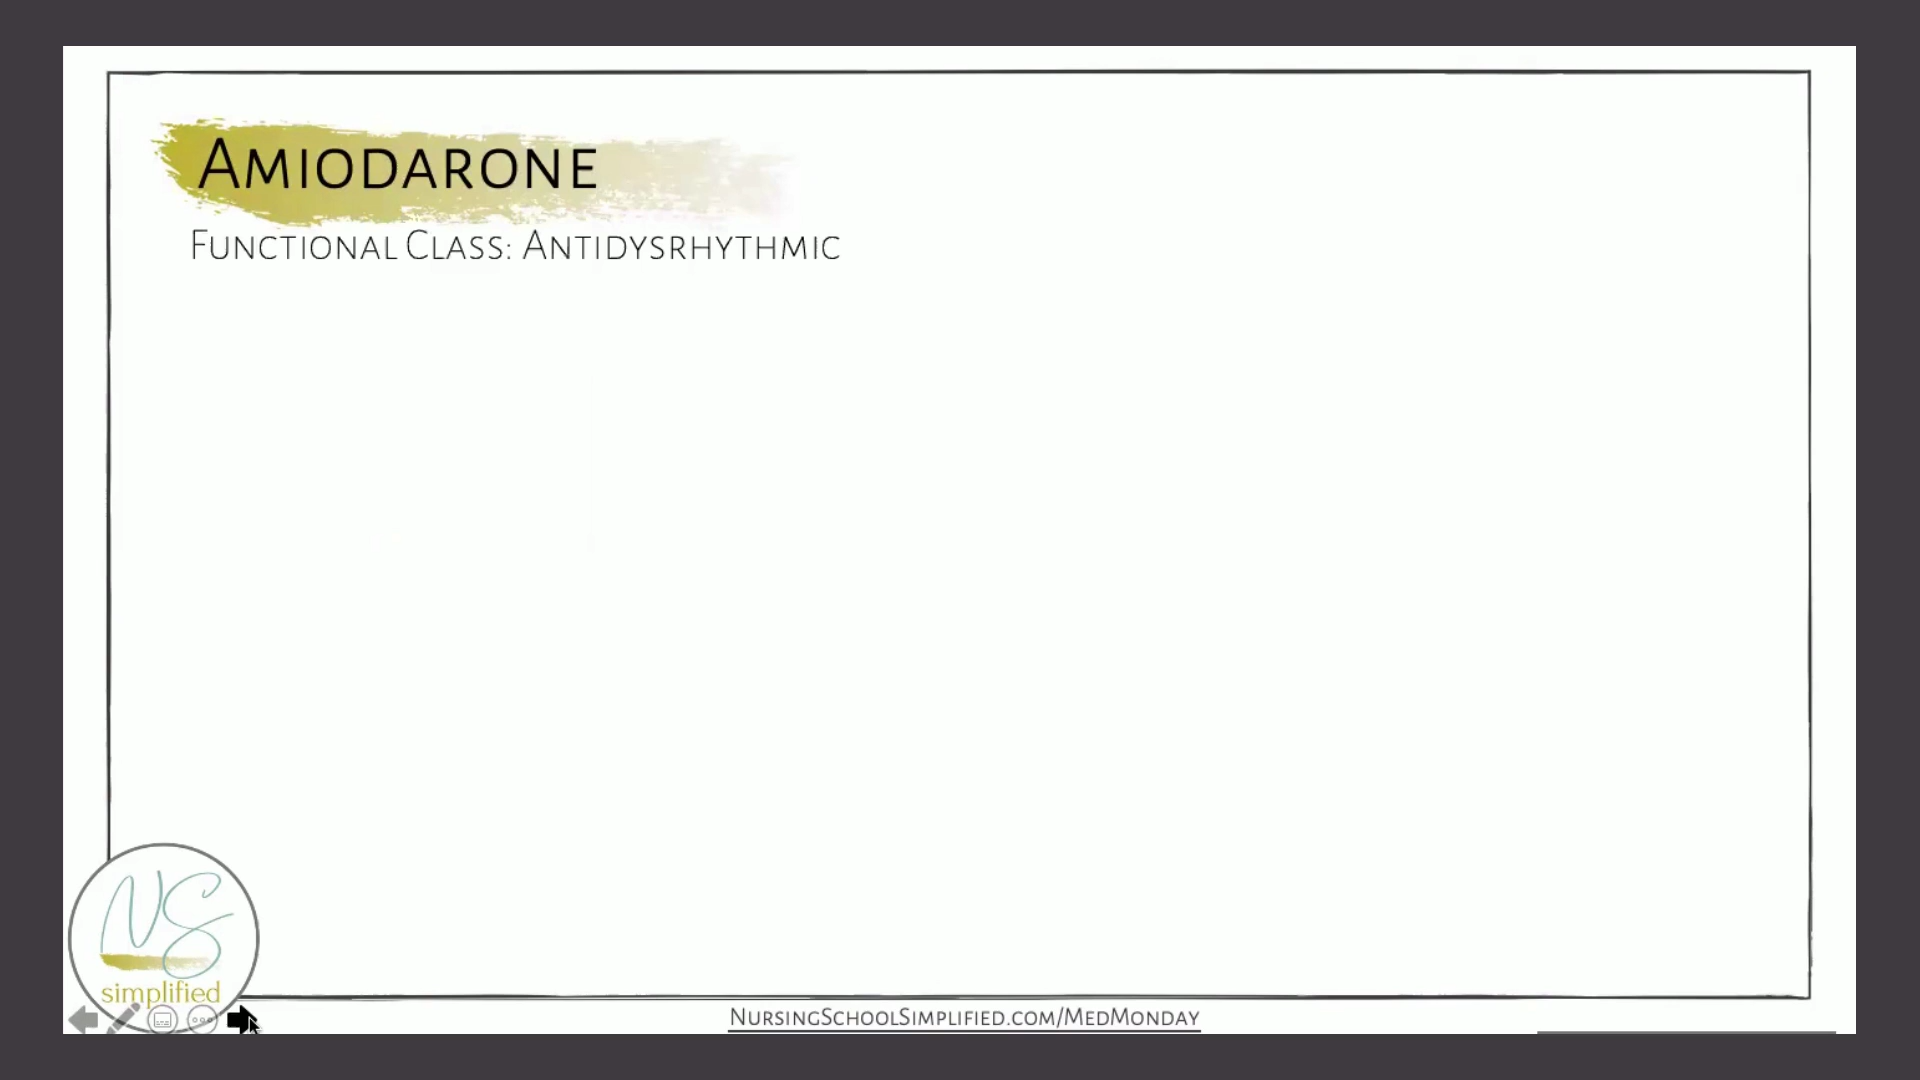 Amiodarone
Functional Class: Antidysrhythmic
NS
simplified
NursingSchoolSimplified.com/MedMonday